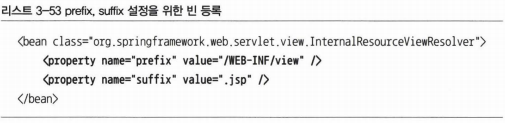 리스트 3-53 prefix, suffix 설정을 위한 빈 등록
<bean class="org.springframework.web.servlet.view.InternalResourceViewResolver">
<property name="prefix" value="/WEB-INF/view" />
<property name="suffix" value=".jsp" />
</bean>